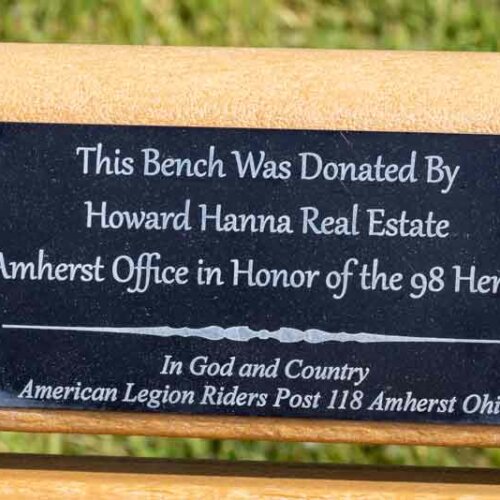 This Bench Was Donated By
Howard Hanna Real Estate
Amherst Office in Honor of the 98
In God and Country
American Legion Riders Post 118 Amherst